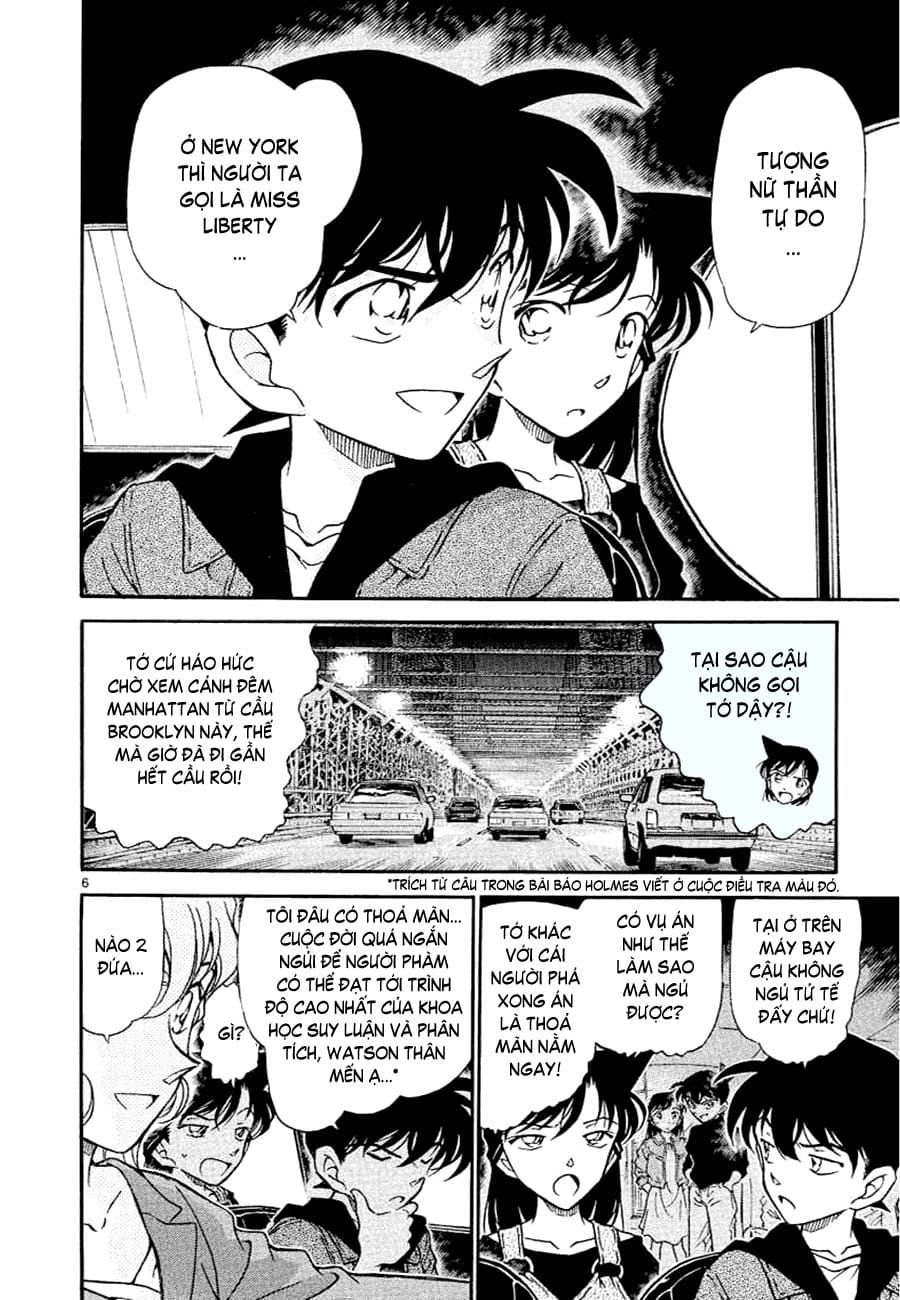 TƯỢNG
NỮ THẦN
TỰ DO
...
Ở NEW YORK
THÌ NGƯỜI TA
GỌI LÀ MISS
LIBERTY
...
TẠI SAO CẬU
KHÔNG GỌI
TỚ DẬY?!
TỚ CỨ HÁO HỨC
CHỜ XEM CẢNH ĐÊM
MANHATTAN TỪ CẦU
BROOKLYN NÀY, THẾ
MÀ GIỜ ĐÃ ĐI GẦN
HẾT CẦU RỒI!
6
*TRÍCH TỪ CÂU TRONG BÀI BÁO HOLMES VIẾT Ở CUỘC ĐIỀU TRA MÀU ĐỎ.
TẠI Ở TRÊN
MÁY BAY
CẬU KHÔNG
NGỦ TỬ TẾ
ĐẤY CHỨ!
CÓ VỤ ÁN
NHƯ THẾ
LÀM SAO
MÀ NGỦ
ĐƯỢC?
TỚ KHÁC
VỚI CÁI
NGƯỜI PHÁ
XONG ÁN
LÀ THOẢ
MÃN NẰM
NGAY!
TÔI ĐÂU CÓ THOẢ MÃN...
CUỘC ĐỜI QUÁ NGẮN
NGỦI ĐỂ NGƯỜI PHÀM
CÓ THỂ ĐẠT TỚI TRÌNH
ĐỘ CAO NHẤT CỦA KHOA
HỌC SUY LUẬN VÀ PHÂN
TÍCH, WATSON THÂN
MẾN Ạ...*
GÌ?
NÀO 2
ĐỨA...